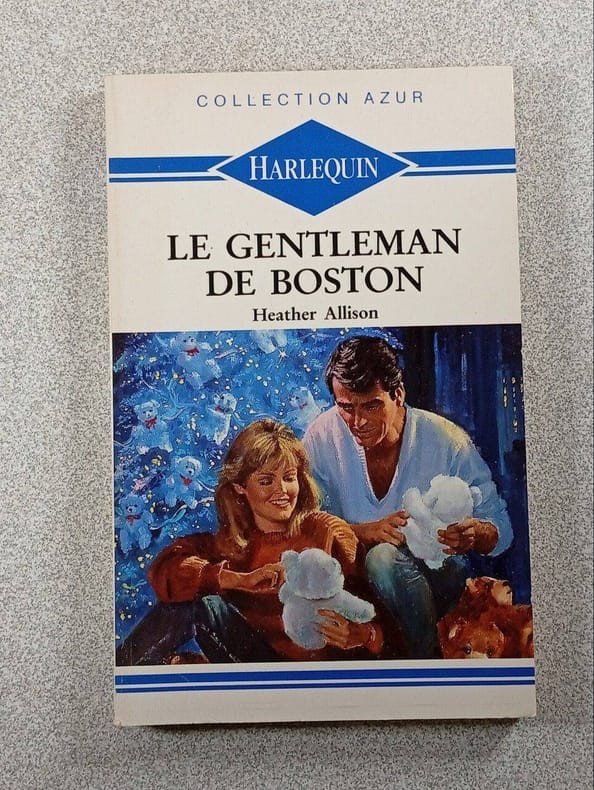 COLLECTION AZUR
HARLEQUIN
LE GENTLEMAN
DE BOSTON
Heather Allison